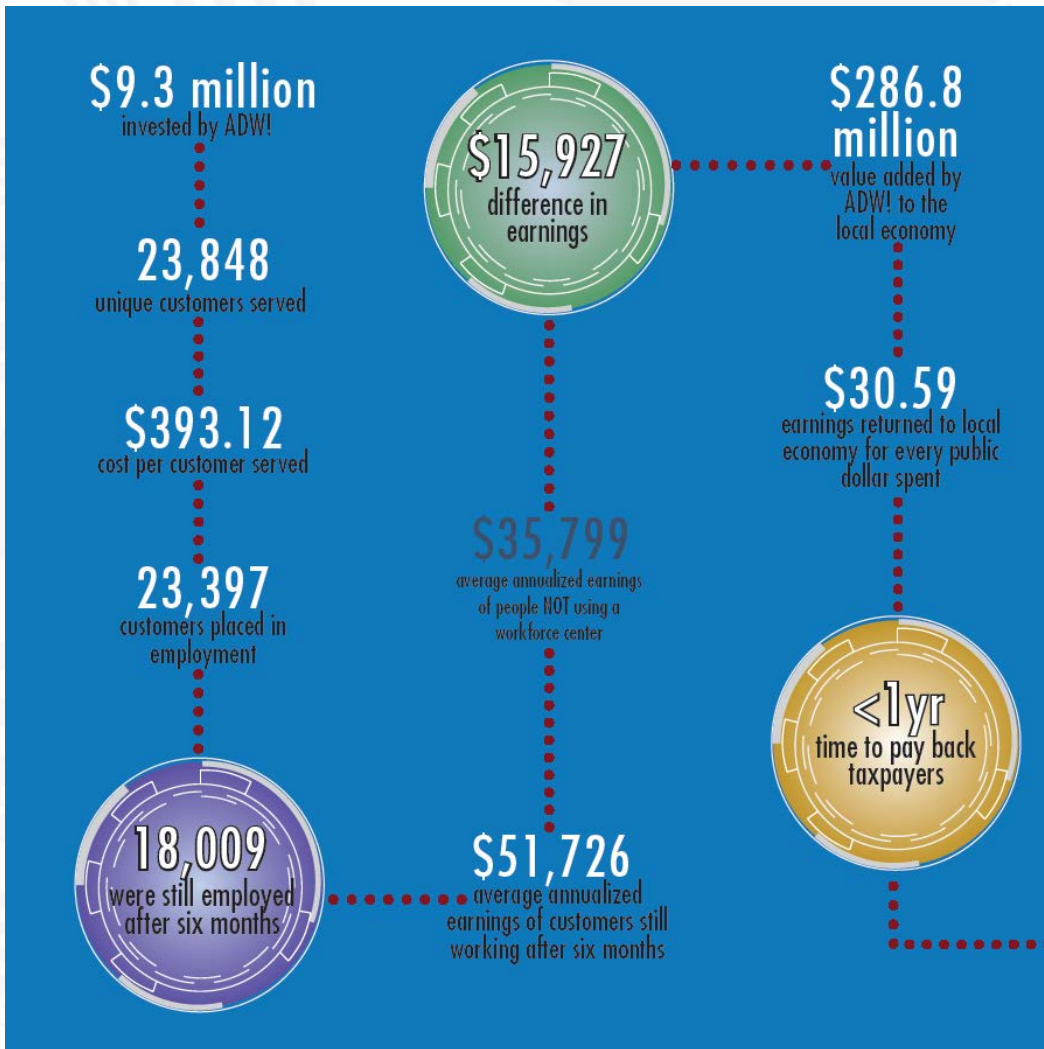 $9.3 million
invested by ADW!
23,848
unique customers served
$393.12
cost per customer served
23,397
customers placed in
employment
18,009
were still employed
after six months
$51,726
average annualized
earnings of customers still
working after six months
$35,799
average annualized earnings
of people NOT using a
workforce center
$15,927
difference in
earnings
$286.8
million
value added by
ADW! to the
local economy
$30.59
earnings returned to local
economy for every public
dollar spent
<1yr
time to pay back
taxpayers